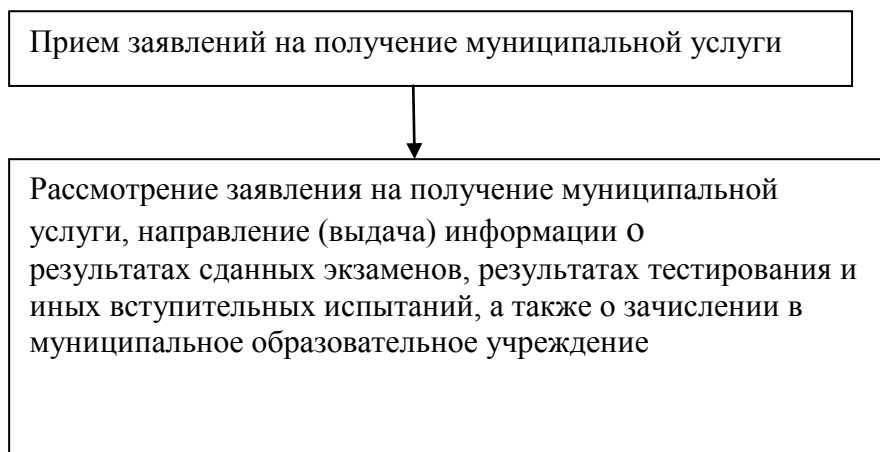 Прием заявлений на получение муниципальной услуги
Рассмотрение заявления на получение муниципальной
услуги, направление (выдача) информации о
результатах сданных экзаменов, результатах тестирования и
иных вступительных испытаний, а также о зачислении в
муниципальное образовательное учреждение